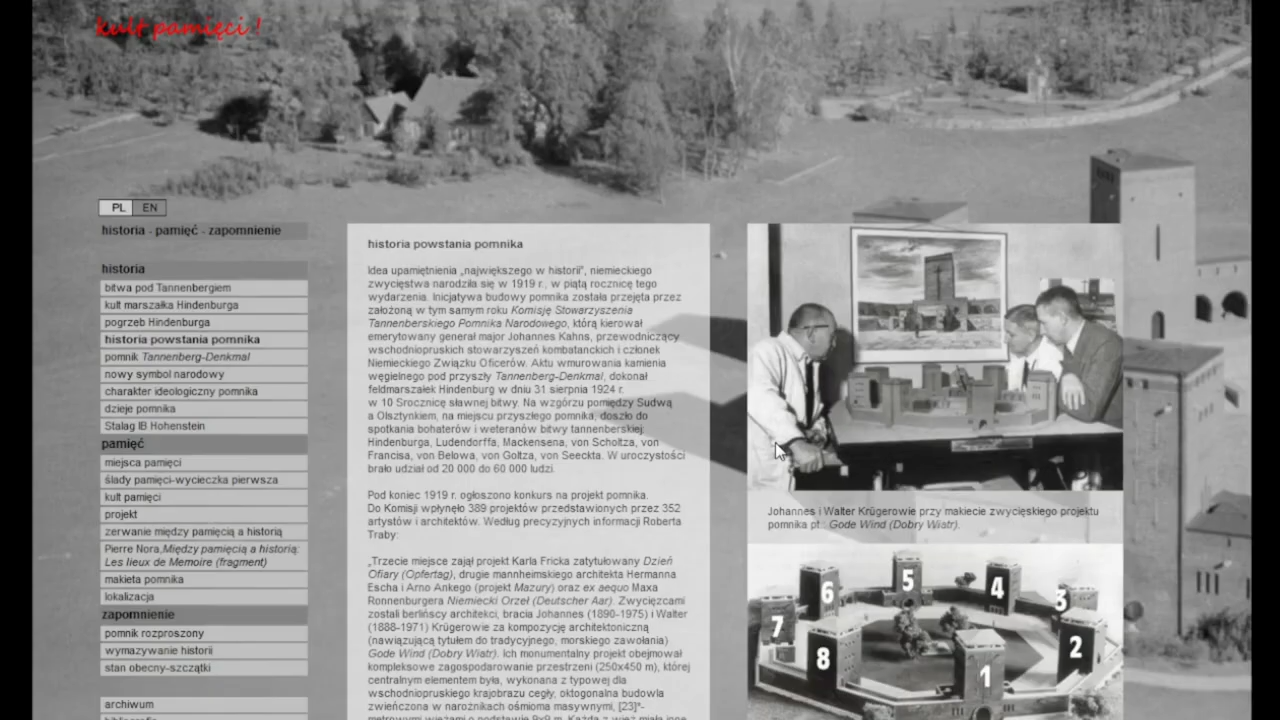 kult pamięci !
PL EN
historia - pamięć - zapomnienie
historia
bitwa pod Tannenbergiem
kult marszałka Hindenburga
pogrzeb Hindenburga
historia powstania pomnika
pomnik Tannenberg-Denkmal
nowy symbol narodowy
charakter ideologiczny pomnika
dzieje pomnika
Stalag IB Hohenstein
pamięć
miejsca pamięci
ślady pamięci-wycieczka pierwsza
kult pamięci
projekt
zerwanie między pamięcią a historią
Pierre Nora,Między pamięcią a historią:
Les lieux de Memoire (fragment)
makieta pomnika
lokalizacja
zapomnienie
pomnik rozproszony
wymazywanie historii
stan obecny-szczątki
archiwum
bibliografia
historia powstania pomnika
Idea upamiętnienia „największego w historii”, niemieckiego
zwycięstwa narodziła się w 1919 r., w piątą rocznicę tego
wydarzenia. Inicjatywa budowy pomnika została przejęta przez
założoną w tym samym roku Komisję Stowarzyszenia
Tannenberskiego Pomnika Narodowego, którą kierował
emerytowany generał major Johannes Kahns, przewodniczący
wschodniopruskich stowarzyszeń kombatanckich i członek
Niemieckiego Związku Oficerów. Aktu wmurowania kamienia
węgielnego pod przyszły Tannenberg-Denkmal, dokonał
feldmarszałek Hindenburg w dniu 31 sierpnia 1924 r.
w 10 Srocznicę sławnej bitwy. Na wzgórzu pomiędzy Sudwą
a Olsztynkiem, na miejscu przyszłego pomnika, doszło do
spotkania bohaterów i weteranów bitwy tannenberskiej:
Hindenburga, Ludendorffa, Mackensena, von Scholtza, von
Francisa, von Belowa, von Goltza, von Seeckta. W uroczystości
brało udział od 20 000 do 60 000 ludzi.
Pod koniec 1919 r. ogłoszono konkurs na projekt pomnika.
Do Komisji wpłynęło 389 projektów przedstawionych przez 352
artystów i architektów. Według precyzyjnych informacji Roberta
Traby:
„Trzecie miejsce zajął projekt Karla Fricka zatytułowany Dzień
Ofiary (Opfertag), drugie mannheimskiego architekta Hermanna
Escha i Arno Ankego (projekt Mazury) oraz ex aequo Maxa
Ronnenburgera Niemiecki Orzeł (Deutscher Aar). Zwycięzcami
zostali berlińscy architekci, bracia Johannes (1890-1975) i Walter
(1888-1971) Krügerowie za kompozycję architektoniczną
(nawiązującą tytułem do tradycyjnego, morskiego zawołania)
Gode Wind (Dobry Wiatr). Ich monumentalny projekt obejmował
kompleksowe zagospodarowanie przestrzeni (250x450 m), której
centralnym elementem była, wykonana z typowej dla
wschodniopruskiego krajobrazu cegły, oktogonalna budowla
zwieńczona w narożnikach ośmioma masywnymi, [23]*-
metrowymi wieżami o podstawie 9x9 m. Każda z wież miała inne
Johannes i Walter Krügerowie przy makiecie zwycięskiego projektu
pomnika pt.: Gode Wind (Dobry Wiatr).
5
6 4
3
7
8 2
1